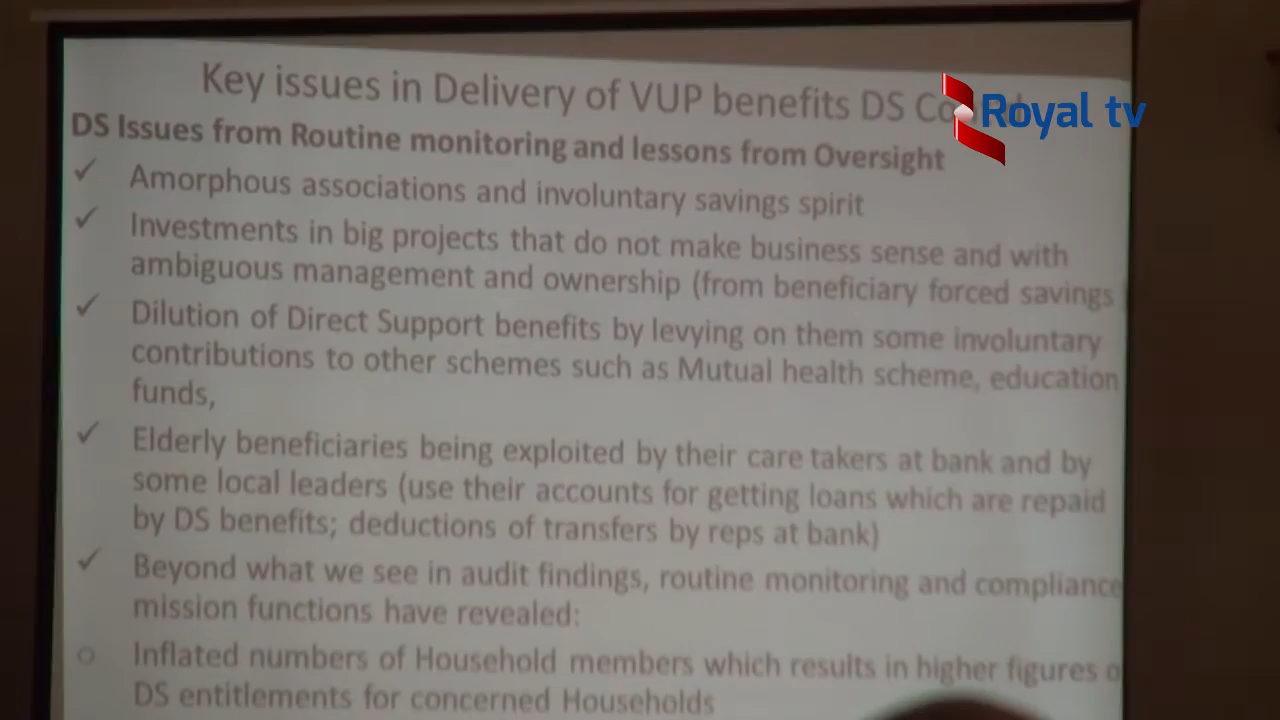 Key issues in Delivery of VUP benefits DS
Royal tv
DS Issues from Routine monitoring and lessons from Oversight
✓ Amorphous associations and involuntary savings spirit
✓ Investments in big projects that do not make business sense and with
ambiguous management and ownership (from beneficiary forced savings
✓ Dilution of Direct Support benefits by levying on them some involuntary
contributions to other schemes such as Mutual health scheme, education
funds,
✓ Elderly beneficiaries being exploited by their care takers at bank and by
some local leaders (use their accounts for getting loans which are repaid
by DS benefits; deductions of transfers by reps at bank)
✓ Beyond what we see in audit findings, routine monitoring and compliance
mission functions have revealed:
o Inflated numbers of Household members which results in higher figures
DS entitlements for concerned Households